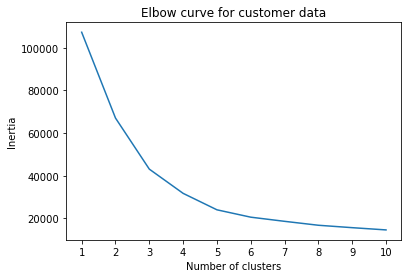 Elbow curve for customer data
100000
80000
60000
40000
20000
Inertia
1 2 3 4 5 6 7 8 9 10
Number of clusters